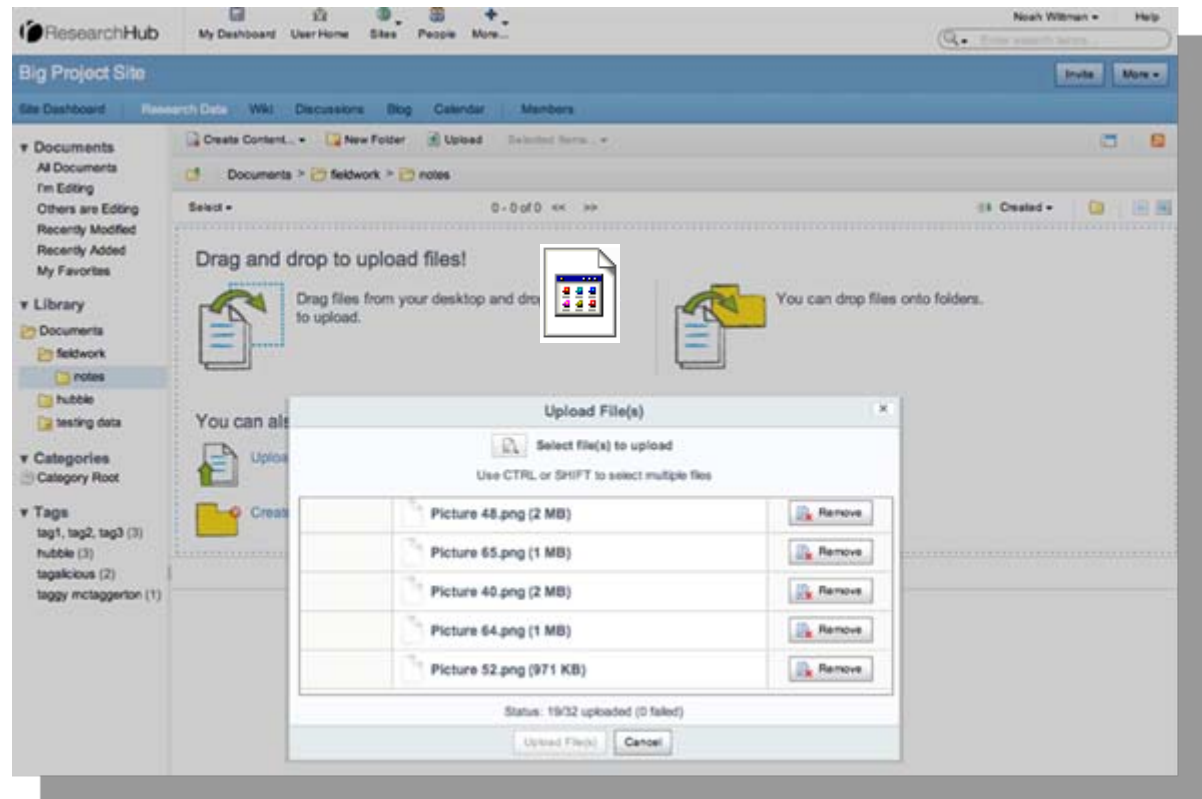 ResearchHub
My Dashboard User Home Sites People More...
Noah Wittman Help
Enter search terms...
Big Project Site
Invite More
Site Dashboard Research Data Wiki Discussions Blog Calendar Members
Documents
All Documents
I'm Editing
Others are Editing
Recently Modified
Recently Added
My Favorites
Library
Documents
fieldwork
notes
hubble
testing data
Categories
Category Root
Tags
tag1, tag2, tag3 (3)
hubble (3)
tagalicious (2)
taggy mctaggerton (1)
Create Content... New Folder Upload Selected Items...
Documents > fieldwork > notes
Select 0 - 0 of 0 << >> Created
Drag and drop to upload files!
Drag files from your desktop and dro
to upload.
You can drop files onto folders.
You can als
Uploa
Creat
Upload File(s)
Select file(s) to upload
Use CTRL or SHIFT to select multiple files
Picture 48.png (2 MB) Remove
Picture 65.png (1 MB) Remove
Picture 40.png (2 MB) Remove
Picture 64.png (1 MB) Remove
Picture 52.png (971 KB) Remove
Status: 19/32 uploaded (0 failed)
Upload File(s) Cancel